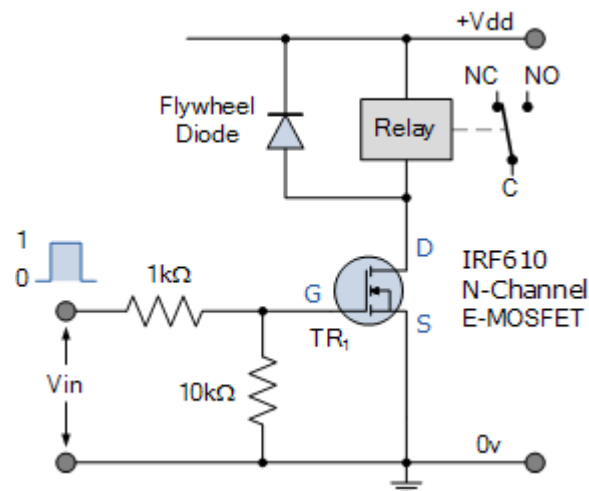 +Vdd
NC NO
Flywheel
Diode
Relay
C
D
IRF610
N-Channel
E-MOSFET
1
0
1kΩ
G
S
TR1
Vin
10kΩ
0v